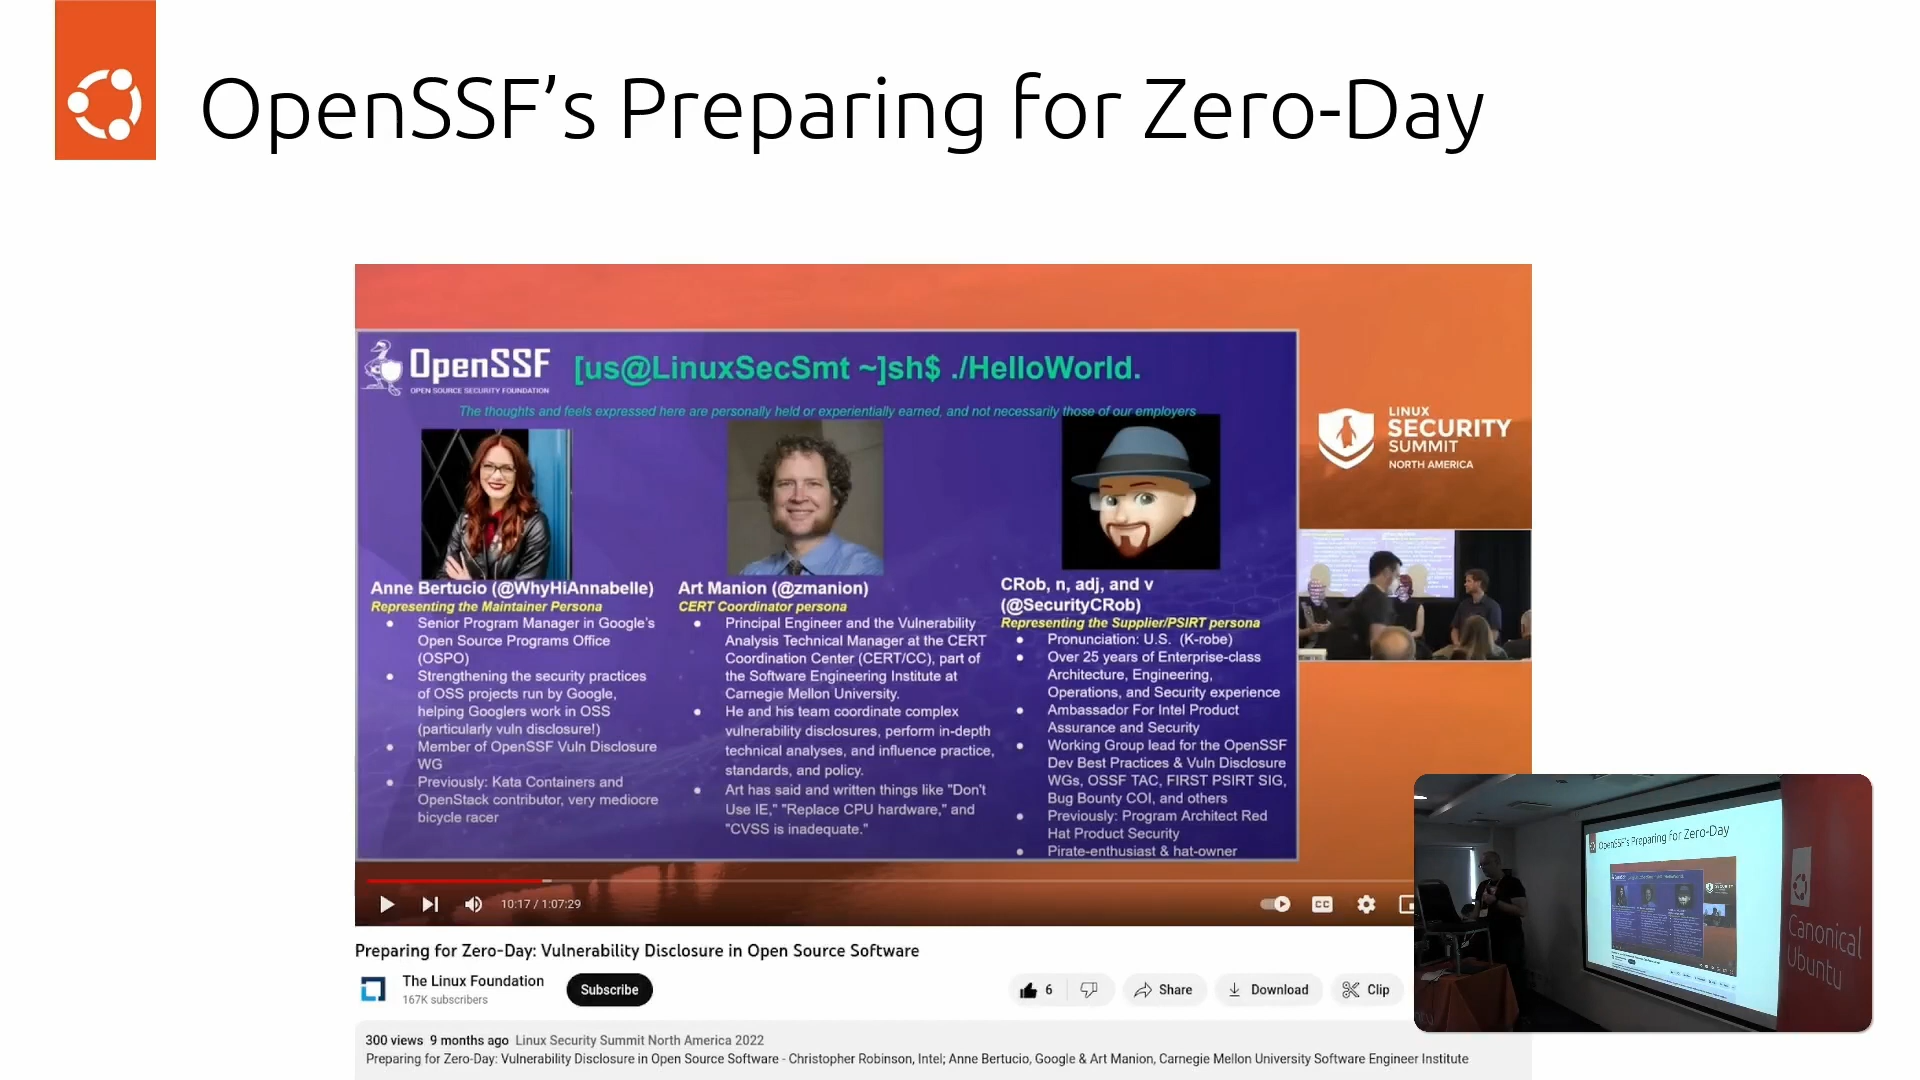 OpenSSF’s Preparing for Zero-Day
OpenSSF
OPEN SOURCE SECURITY FOUNDATION
[us@LinuxSecSmt ~]sh$ ./HelloWorld.
The thoughts and feels expressed here are personally held or experientially earned, and not necessarily those of our employers
Anne Bertucio (@WhyHiAnnabelle)
Representing the Maintainer Persona
● Senior Program Manager in Google's
Open Source Programs Office
(OSPO)
● Strengthening the security practices
of OSS projects run by Google,
helping Googlers work in OSS
(particularly vuln disclosure!)
● Member of OpenSSF Vuln Disclosure
WG
● Previously: Kata Containers and
OpenStack contributor, very mediocre
bicycle racer
Art Manion (@zmanion)
CERT Coordinator persona
● Principal Engineer and the Vulnerability
Analysis Technical Manager at the CERT
Coordination Center (CERT/CC), part of
the Software Engineering Institute at
Carnegie Mellon University.
● He and his team coordinate complex
vulnerability disclosures, perform in-depth
technical analyses, and influence practice,
standards, and policy.
● Art has said and written things like "Don't
Use IE," "Replace CPU hardware," and
"CVSS is inadequate."
CRob, n, adj, and v
(@SecurityCRob)
Representing the Supplier/PSIRT persona
● Pronunciation: U.S. (K-robe)
● Over 25 years of Enterprise-class
Architecture, Engineering,
Operations, and Security experience
● Ambassador For Intel Product
Assurance and Security
● Working Group lead for the OpenSSF
Dev Best Practices & Vuln Disclosure
WGs, OSSF TAC, FIRST PSIRT SIG,
Bug Bounty COI, and others
● Previously: Program Architect Red
Hat Product Security
● Pirate-enthusiast & hat-owner
LINUX
SECURITY
SUMMIT
NORTH AMERICA
10:17 / 1:07:29
CC
Preparing for Zero-Day: Vulnerability Disclosure in Open Source Software
The Linux Foundation
167K subscribers
Subscribe
6
Share
Download
Clip
300 views 9 months ago Linux Security Summit North America 2022
Preparing for Zero-Day: Vulnerability Disclosure in Open Source Software - Christopher Robinson, Intel; Anne Bertucio, Google & Art Manion, Carnegie Mellon University Software Engineer Institute
OpenSSF’s Preparing for Zero-Day
Canonical
Ubuntu